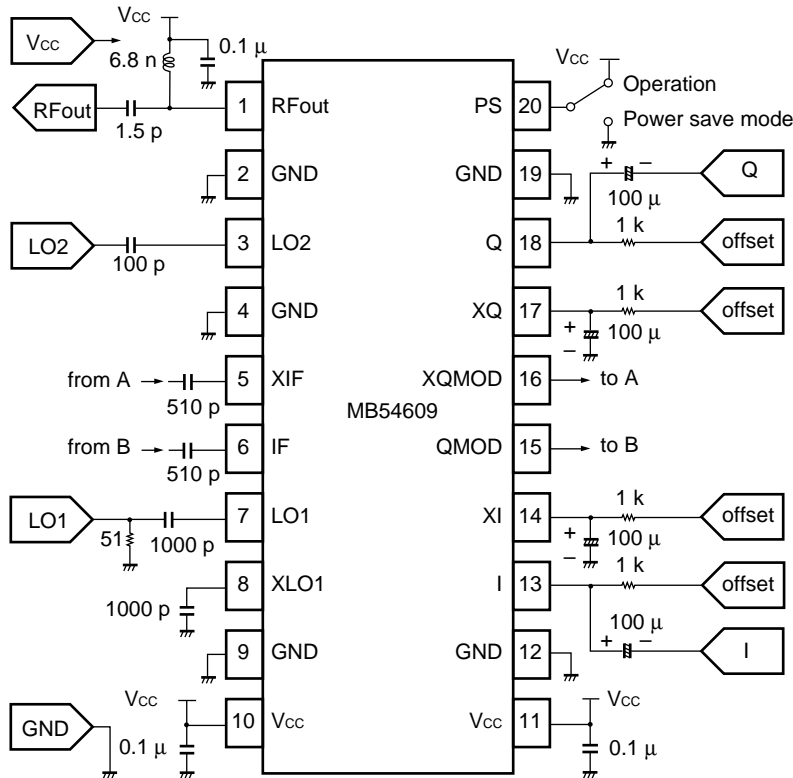 VCC
VCC
6.8 n
0.1 μ
RFout
1.5 p
1
RFout
2
GND
LO2
100 p
3
LO2
4
GND
from A
510 p
5
XIF
from B
510 p
6
IF
LO1
51
1000 p
7
LO1
1000 p
8
XLO1
9
GND
GND
VCC
0.1 μ
10
VCC
MB54609
PS
20
VCC
Operation
Power save mode
GND
19
+
–
100 μ
Q
Q
18
1 k
offset
XQ
17
1 k
offset
+
100 μ
–
XQMOD
16
to A
QMOD
15
to B
XI
14
1 k
offset
+
100 μ
–
I
13
1 k
offset
100 μ
+
–
I
GND
12
VCC
VCC
11
0.1 μ